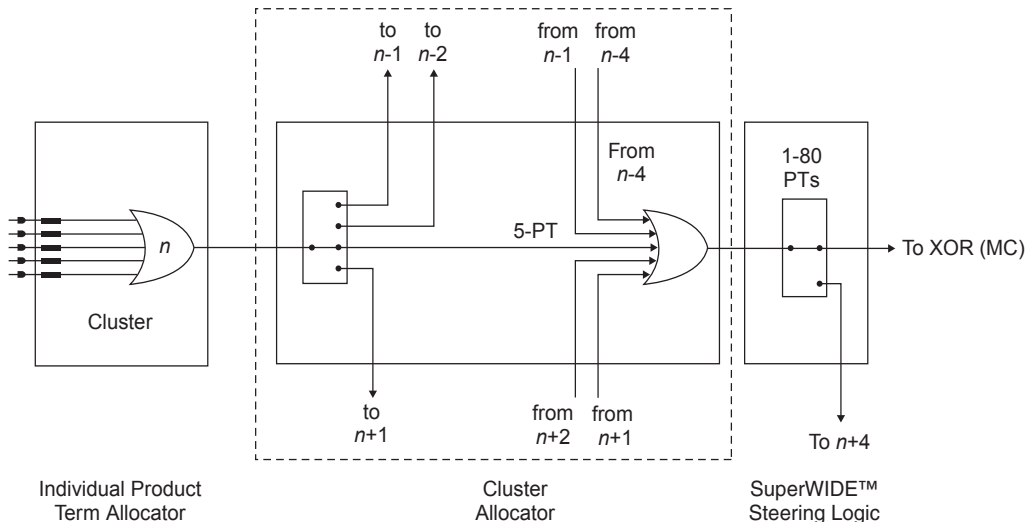 to
n-1
to
n-2
from
n-1
from
n-4
From
n-4
1-80
PTs
n
5-PT
To XOR (MC)
Cluster
to
n+1
from
n+2
from
n+1
To n+4
Individual Product
Term Allocator
Cluster
Allocator
SuperWIDE™
Steering Logic